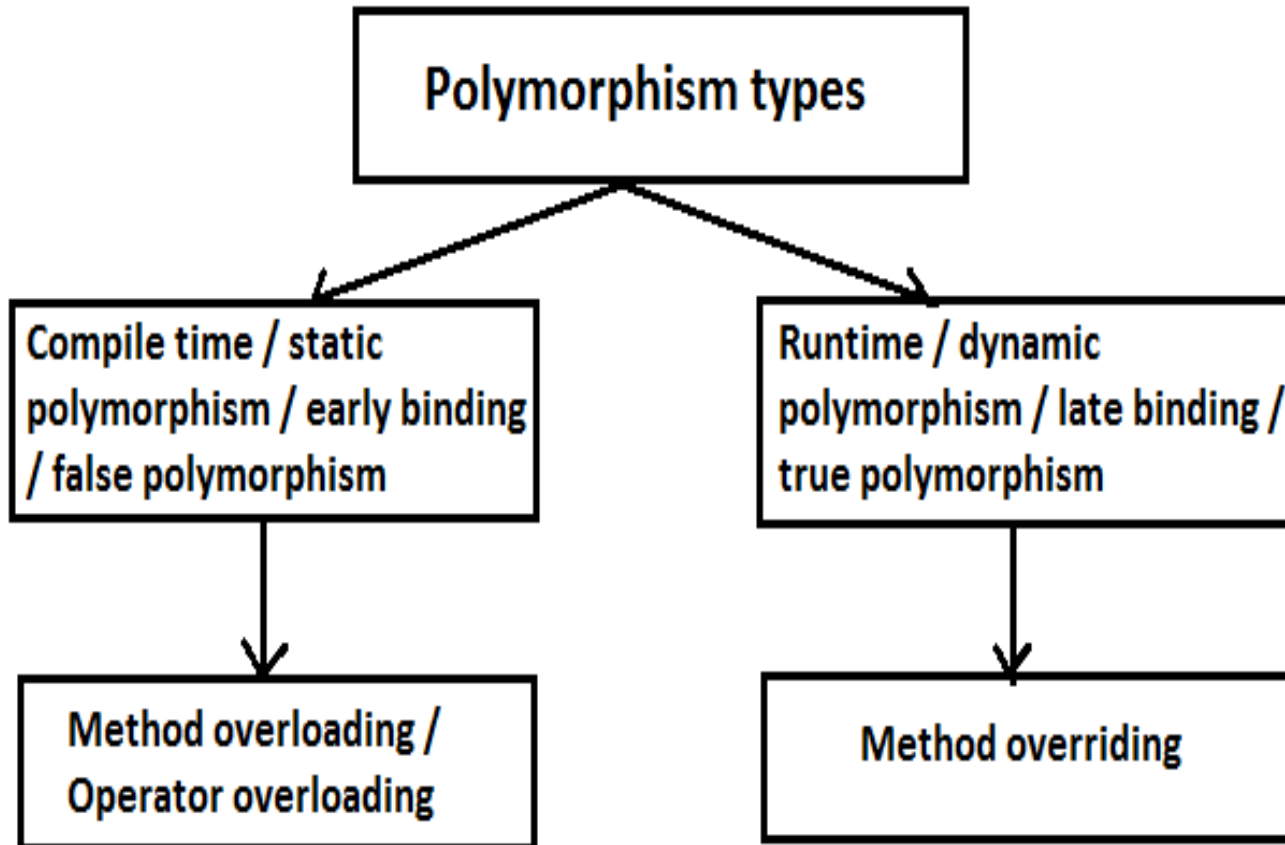 Polymorphism types
Compile time / static
polymorphism / early binding
/ false polymorphism
Runtime / dynamic
polymorphism / late binding /
true polymorphism
Method overloading /
Operator overloading
Method overriding